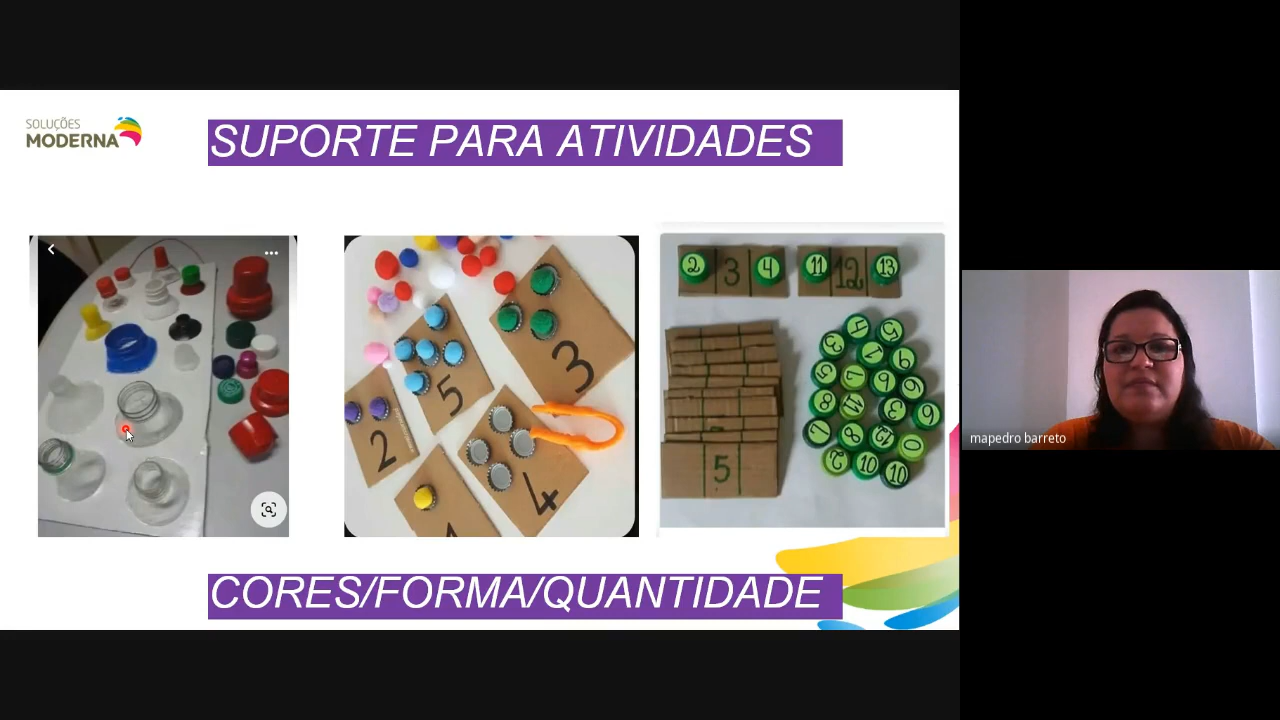 SOLUÇÕES
MODERNA
SUPORTE PARA ATIVIDADES
2 3 4
11 12 13
3
5
2
4
5
CORES/FORMA/QUANTIDADE
mapedro barreto